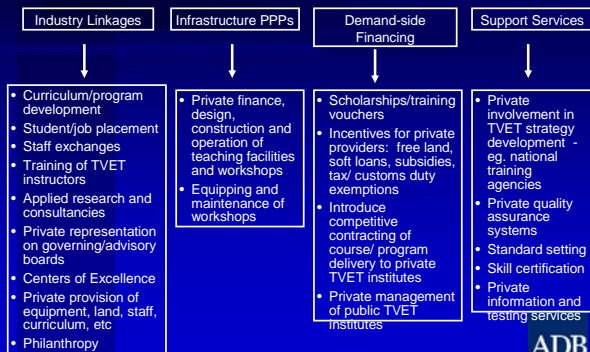 Industry Linkages
Infrastructure PPPs
Demand-side
Financing
Support Services
• Curriculum/program
development
• Student/job placement
• Staff exchanges
• Training of TVET
instructors
• Applied research and
consultancies
• Private representation
on governing/advisory
boards
• Centers of Excellence
• Private provision of
equipment, land, staff,
curriculum, etc
• Philanthropy
• Private finance,
design,
construction and
operation of
teaching facilities
and workshops
• Equipping and
maintenance of
workshops
• Scholarships/training
vouchers
• Incentives for private
providers: free land,
soft loans, subsidies,
tax/ customs duty
exemptions
• Introduce
competitive
contracting of
course/ program
delivery to private
TVET institutes
• Private management
of public TVET
institutes
• Private
involvement in
TVET strategy
development -
eg. national
training
agencies
• Private quality
assurance
systems
• Standard setting
• Skill certification
• Private
information and
testing services
ADB